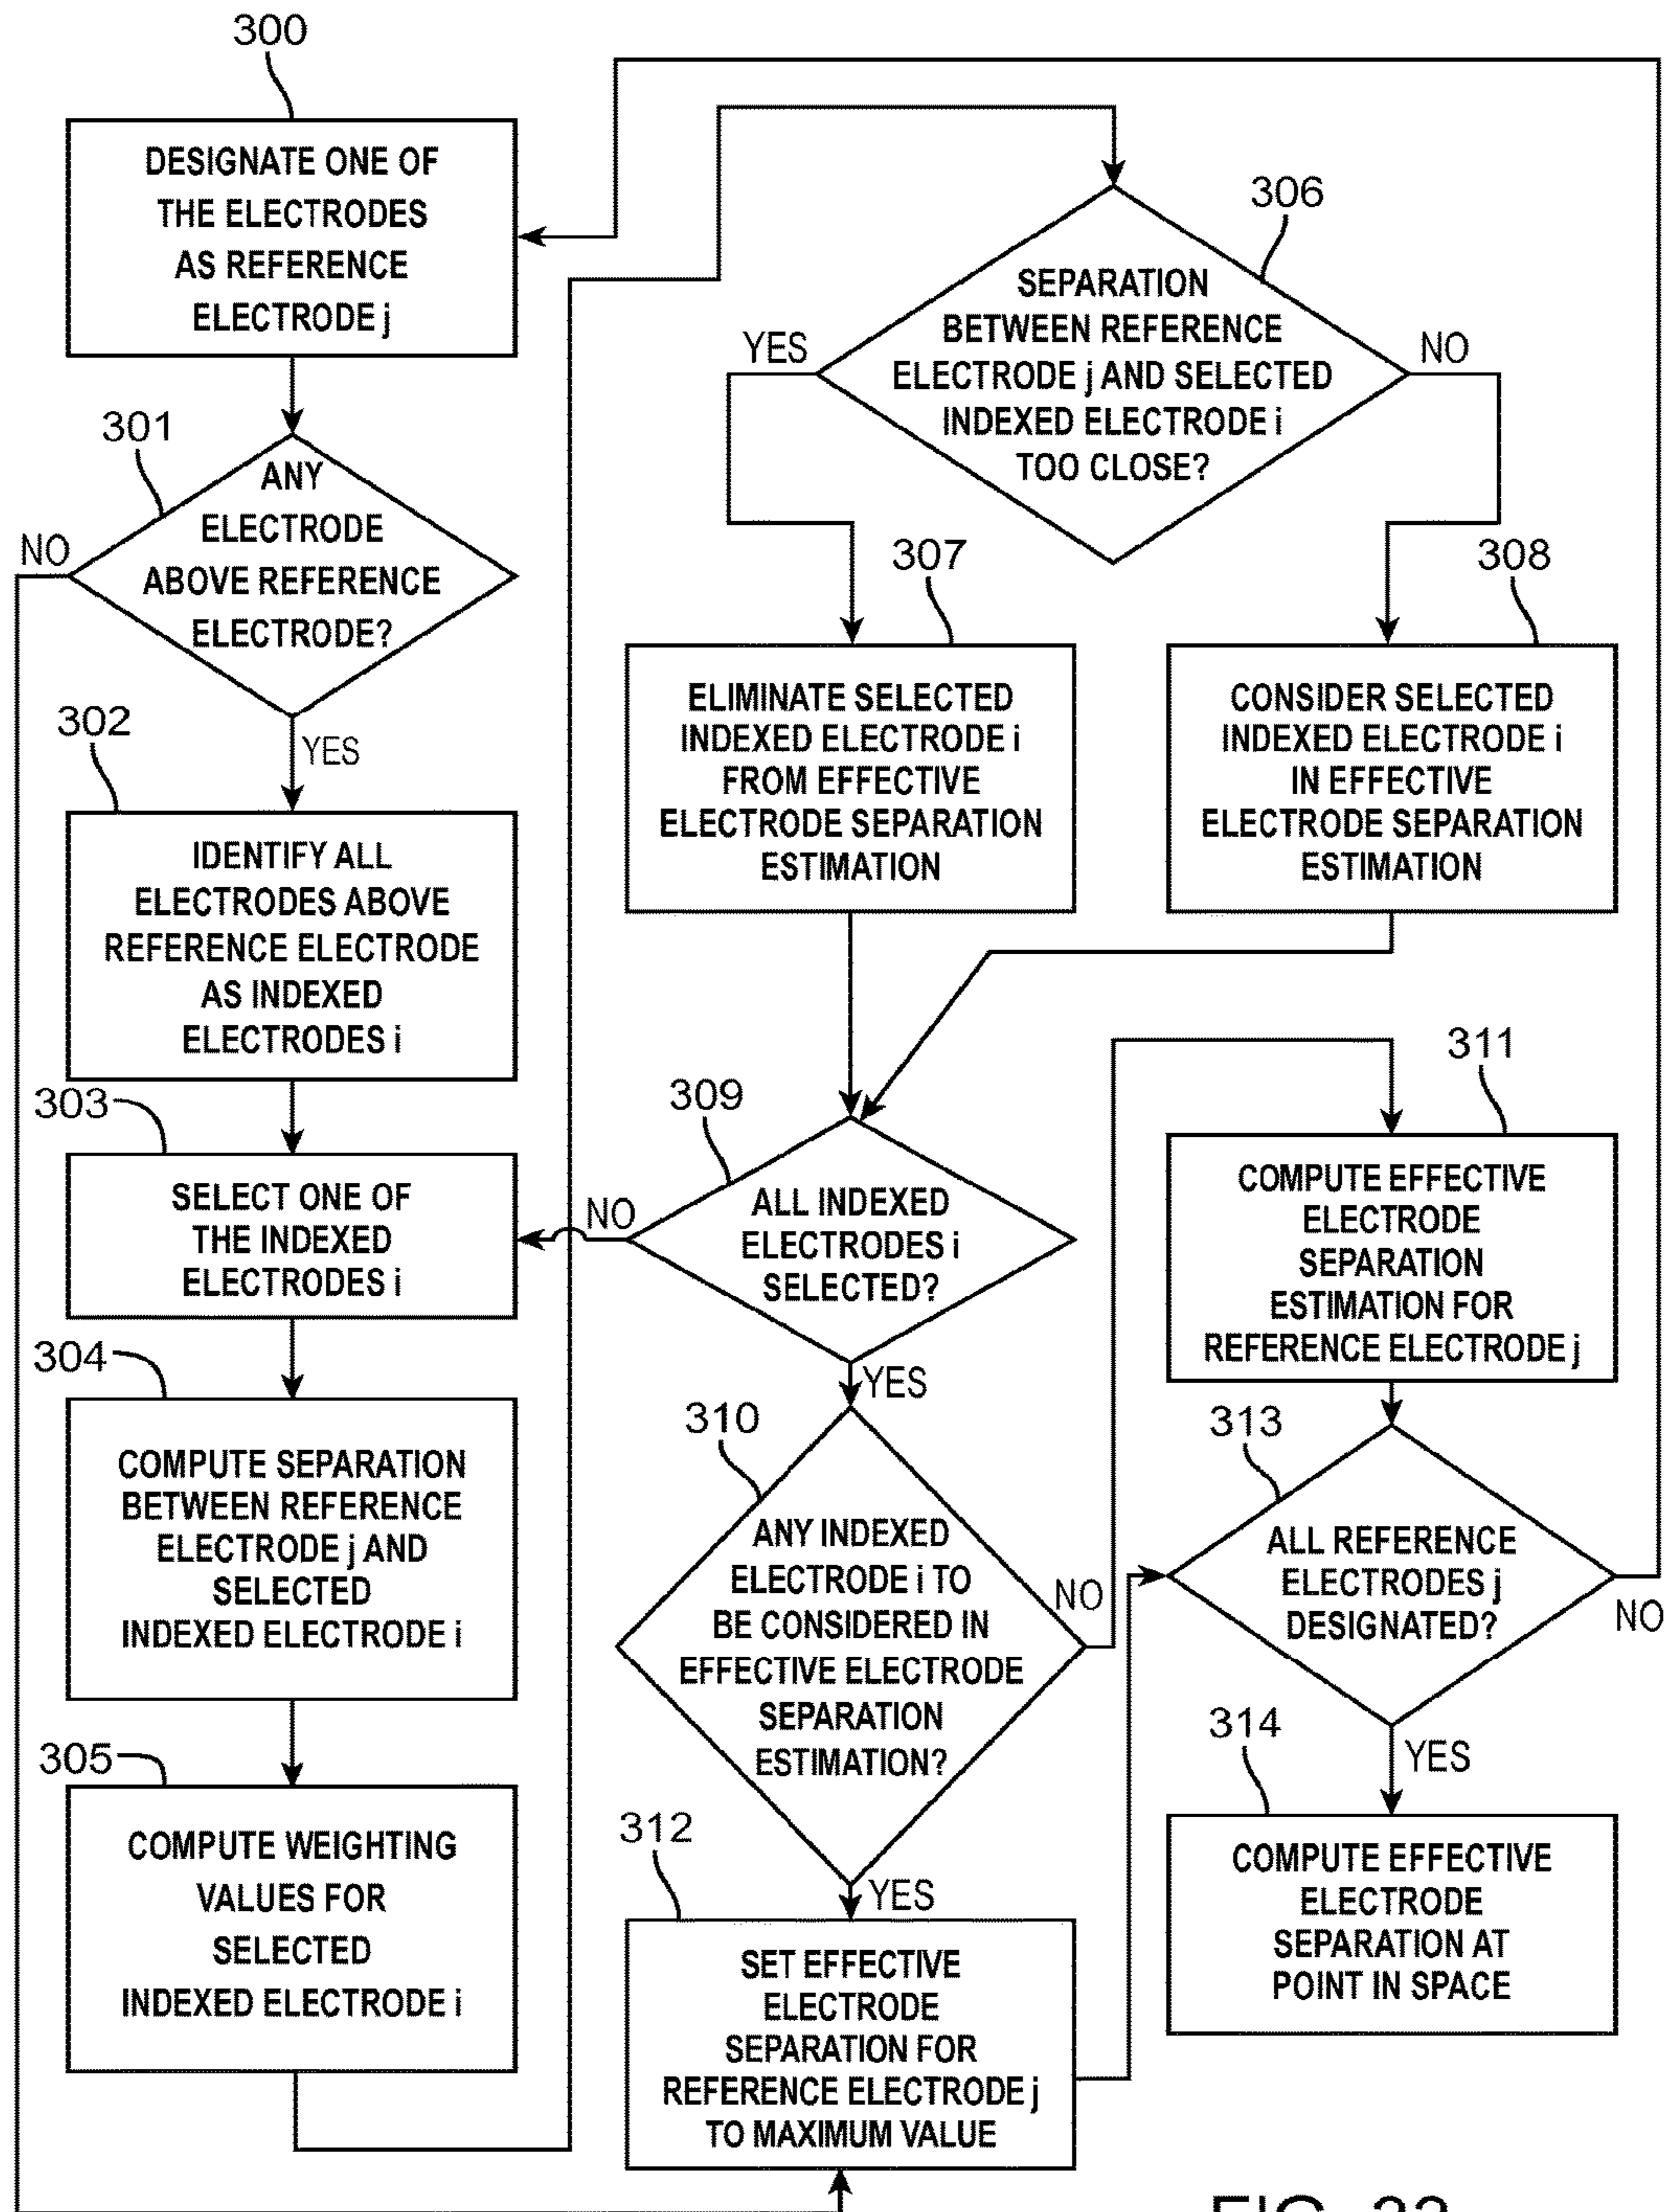 300
DESIGNATE ONE OF
THE ELECTRODES
AS REFERENCE
ELECTRODE j
301
ANY
ELECTRODE
ABOVE REFERENCE
ELECTRODE?
NO
YES
302
IDENTIFY ALL
ELECTRODES ABOVE
REFERENCE ELECTRODE
AS INDEXED
ELECTRODES i
303
SELECT ONE OF
THE INDEXED
ELECTRODES i
304
COMPUTE SEPARATION
BETWEEN REFERENCE
ELECTRODE j AND
SELECTED
INDEXED ELECTRODE i
305
COMPUTE WEIGHTING
VALUES FOR
SELECTED
INDEXED ELECTRODE i
306
SEPARATION
BETWEEN REFERENCE
ELECTRODE j AND SELECTED
INDEXED ELECTRODE i
TOO CLOSE?
YES
NO
307
ELIMINATE SELECTED
INDEXED ELECTRODE i
FROM EFFECTIVE
ELECTRODE SEPARATION
ESTIMATION
308
CONSIDER SELECTED
INDEXED ELECTRODE i
IN EFFECTIVE
ELECTRODE SEPARATION
ESTIMATION
309
ALL INDEXED
ELECTRODES i
SELECTED?
NO
YES
310
ANY INDEXED
ELECTRODE i TO
BE CONSIDERED IN
EFFECTIVE ELECTRODE
SEPARATION
ESTIMATION?
NO
YES
311
COMPUTE EFFECTIVE
ELECTRODE
SEPARATION
ESTIMATION FOR
REFERENCE ELECTRODE j
312
SET EFFECTIVE
ELECTRODE
SEPARATION FOR
REFERENCE ELECTRODE j
TO MAXIMUM VALUE
313
ALL REFERENCE
ELECTRODES j
DESIGNATED?
NO
YES
314
COMPUTE EFFECTIVE
ELECTRODE
SEPARATION AT
POINT IN SPACE